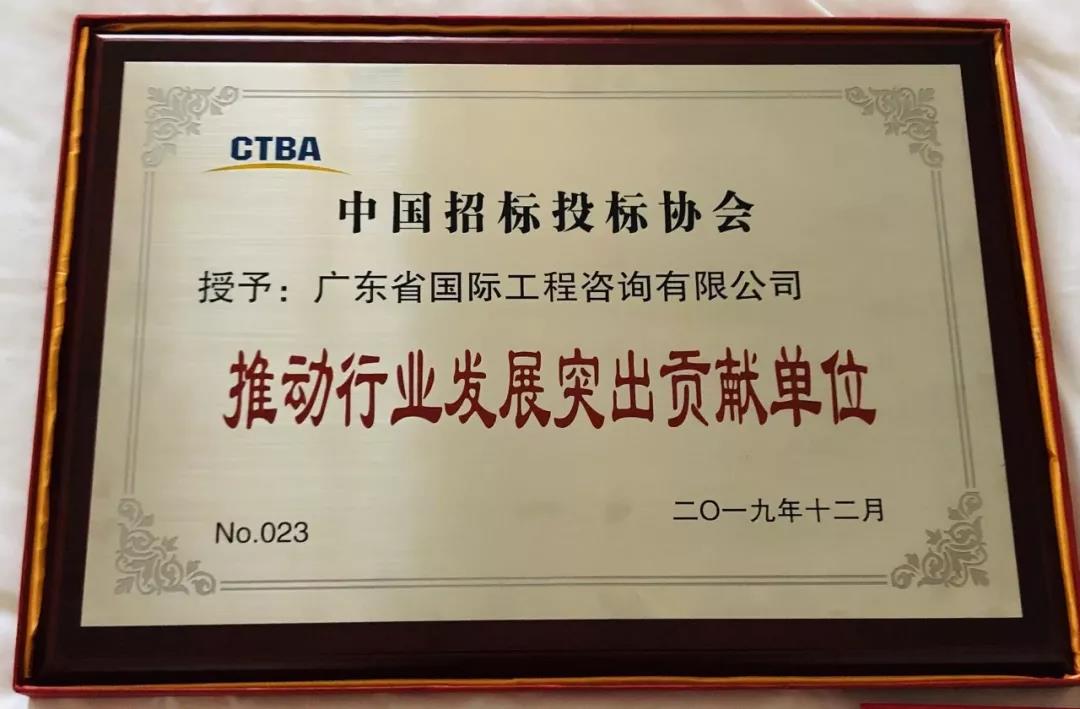 CTBA
中国招标投标协会
授予：广东省国际工程咨询有限公司
推动行业发展突出贡献单位
二〇一九年十二月
No.023